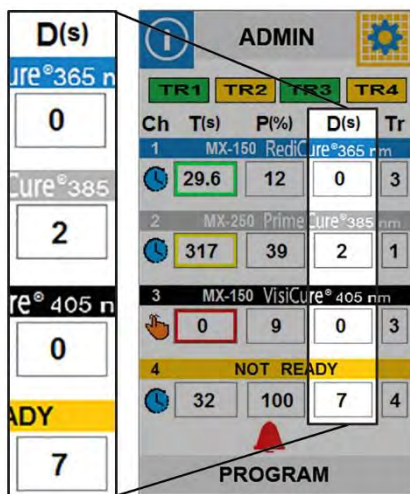 D(s)
ure®365 n
0
Cure®385
2
re® 405 n
0
ADY
7
i ADMIN
TR1 TR2 TR3 TR4
Ch T(s) P(%) D(s) Tr
1 MX-150 RediCure®365 nm
29.6 12 0 3
2 MX-250 PrimeCure®385 nm
317 39 2 1
3 MX-150 VisiCure® 405 nm
0 9 0 3
4 NOT READY
32 100 7 4
PROGRAM